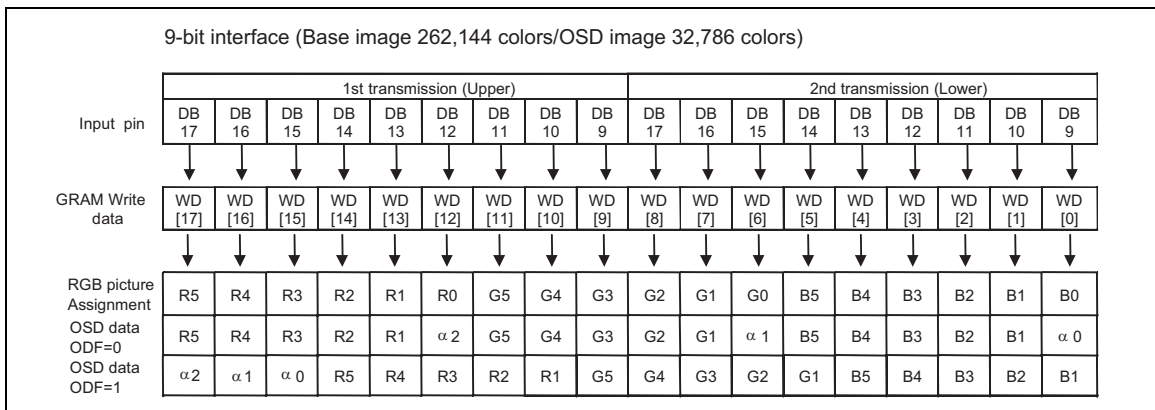 9-bit interface (Base image 262,144 colors/OSD image 32,786 colors)
1st transmission (Upper) 2nd transmission (Lower)
Input pin DB 17 DB 16 DB 15 DB 14 DB 13 DB 12 DB 11 DB 10 DB 9 DB 17 DB 16 DB 15 DB 14 DB 13 DB 12 DB 11 DB 10 DB 9
GRAM Write data WD [17] WD [16] WD [15] WD [14] WD [13] WD [12] WD [11] WD [10] WD [9] WD [8] WD [7] WD [6] WD [5] WD [4] WD [3] WD [2] WD [1] WD [0]
RGB picture Assignment R5 R4 R3 R2 R1 R0 G5 G4 G3 G2 G1 G0 B5 B4 B3 B2 B1 B0
OSD data ODF=0 R5 R4 R3 R2 R1 α2 G5 G4 G3 G2 G1 α1 B5 B4 B3 B2 B1 α0
OSD data ODF=1 α2 α1 α0 R5 R4 R3 R2 R1 G5 G4 G3 G2 G1 B5 B4 B3 B2 B1